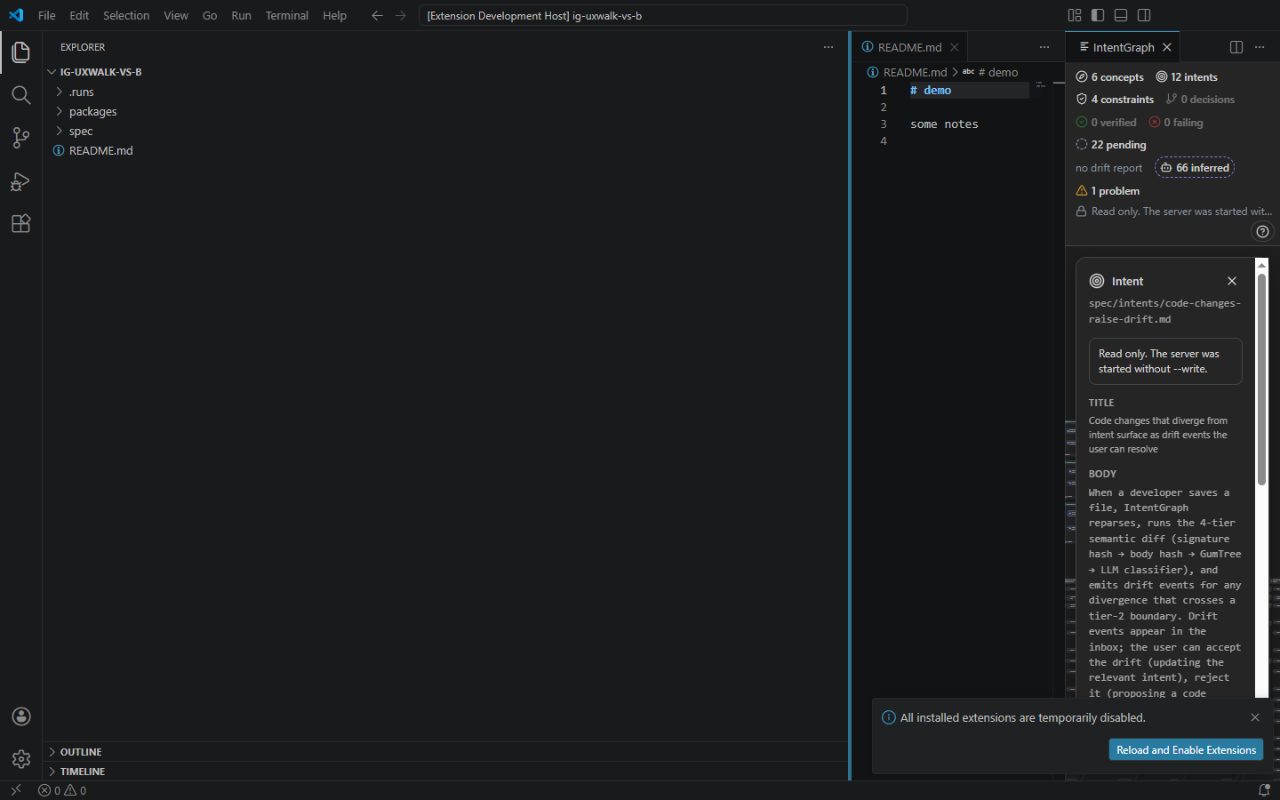 File Edit Selection View Go Run Terminal Help
[Extension Development Host] ig-uxwalk-vs-b
EXPLORER
IG-UXWALK-VS-B
.runs
packages
spec
README.md
OUTLINE
TIMELINE
README.md
README.md > abc # demo
1 # demo
2
3 some notes
4
IntentGraph
6 concepts 12 intents
4 constraints 0 decisions
0 verified 0 failing
22 pending
no drift report 66 inferred
1 problem
Read only. The server was started wit...
Intent
spec/intents/code-changes-
raise-drift.md
Read only. The server was
started without --write.
TITLE
Code changes that diverge from
intent surface as drift events the
user can resolve
BODY
When a developer saves a
file, IntentGraph
reparses, runs the 4-tier
semantic diff (signature
hash → body hash → GumTree
→ LLM classifier), and
emits drift events for any
divergence that crosses a
tier-2 boundary. Drift
events appear in the
inbox; the user can accept
the drift (updating the
relevant intent), reject
it (proposing a code
All installed extensions are temporarily disabled.
Reload and Enable Extensions
0 0